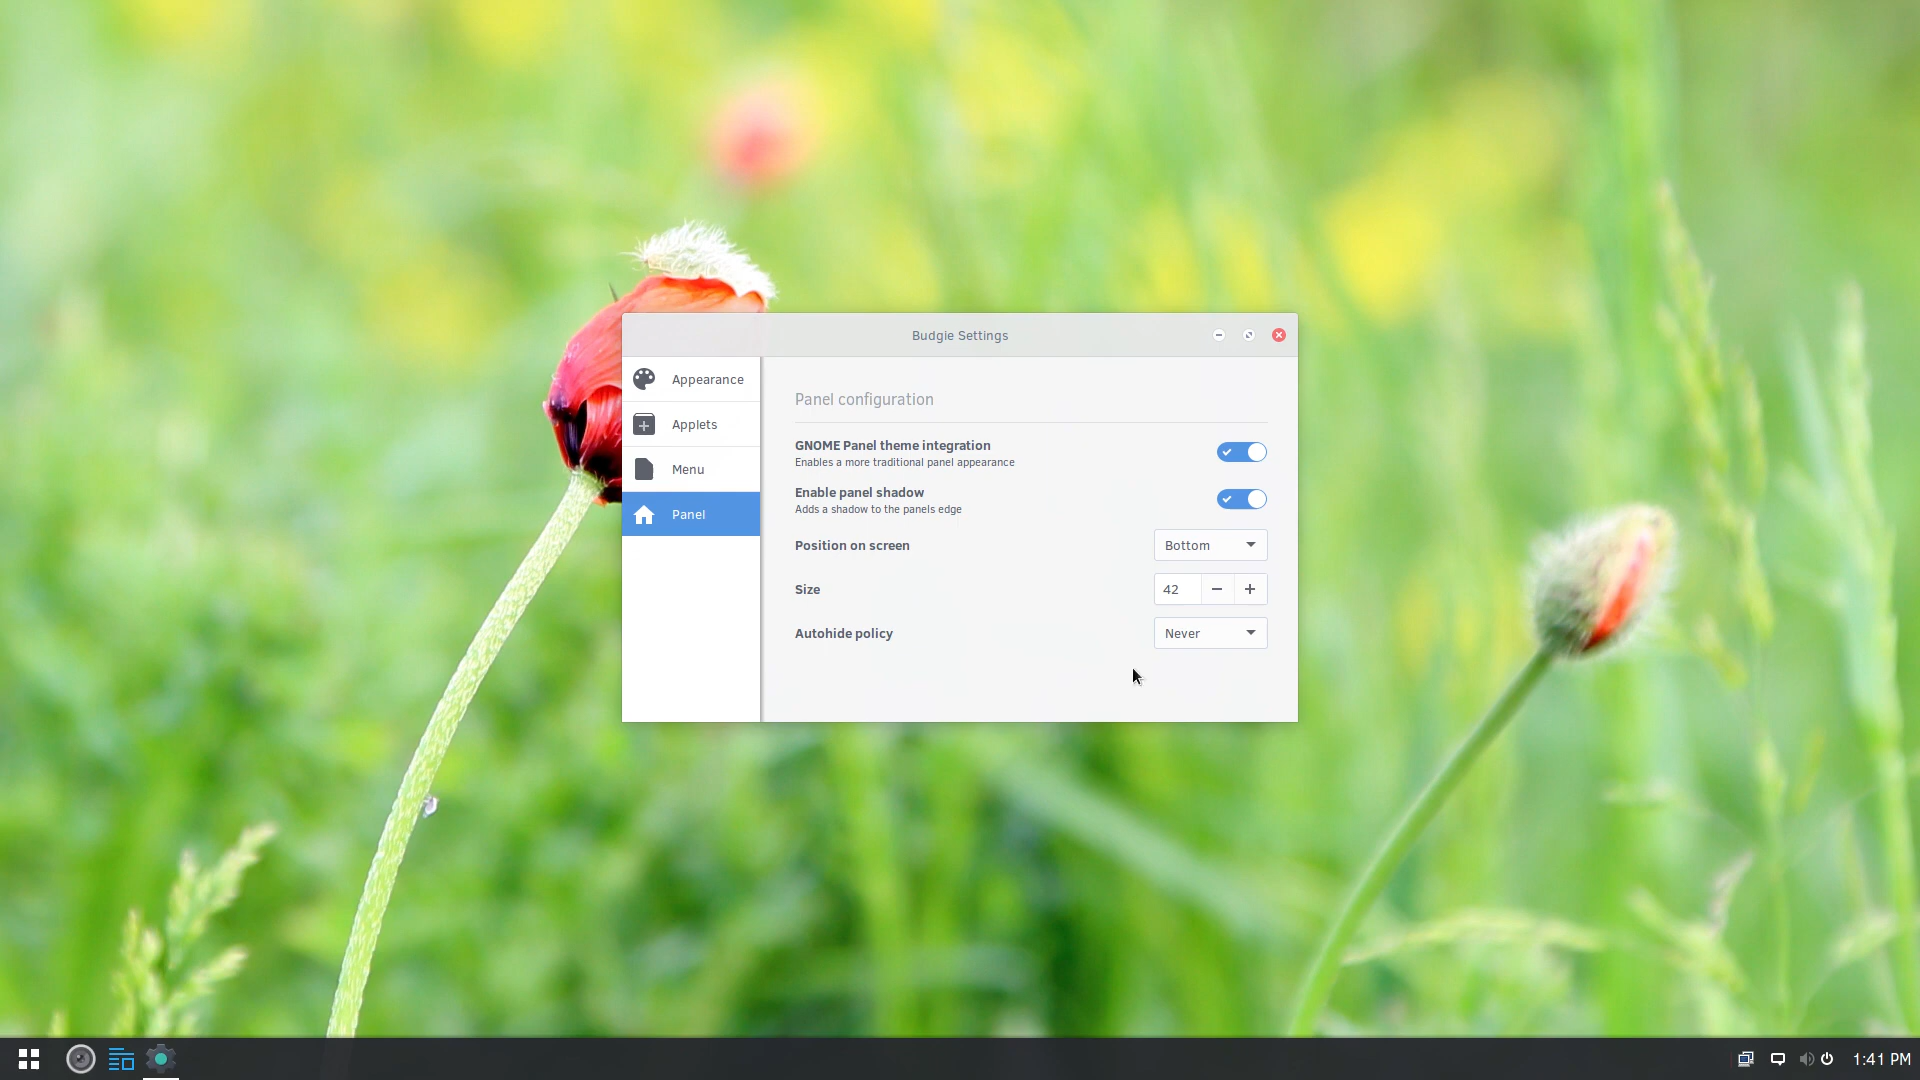 Budgie Settings
Appearance
Applets
Menu
Panel
Panel configuration
GNOME Panel theme integration
Enables a more traditional panel appearance
Enable panel shadow
Adds a shadow to the panels edge
Position on screen
Bottom
Size
42
Autohide policy
Never
1:41 PM